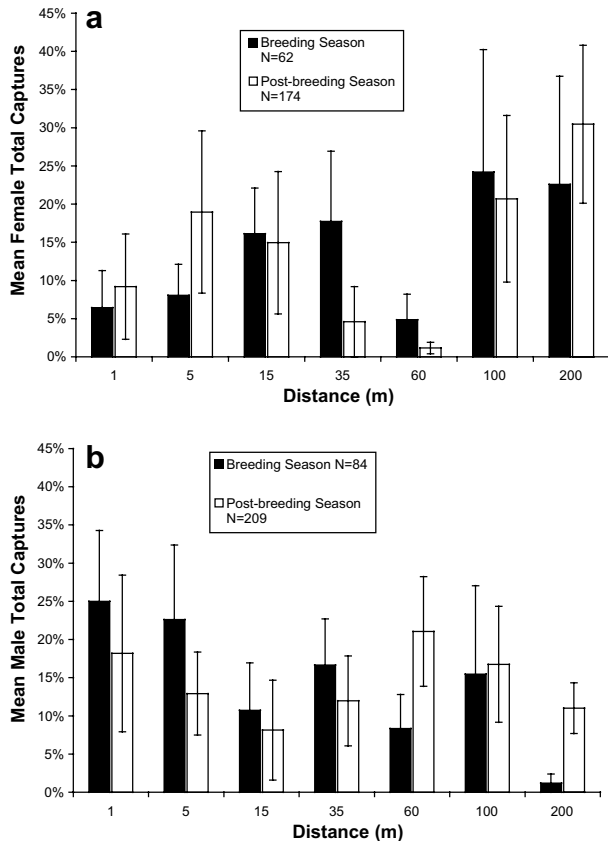 a
45%
40%
35%
30%
25%
20%
15%
10%
5%
0%
Mean Female Total Captures
Breeding Season
N=62
Post-breeding Season
N=174
1 5 15 35 60 100 200
Distance (m)
b
45%
40%
35%
30%
25%
20%
15%
10%
5%
0%
Mean Male Total Captures
Breeding Season N=84
Post-breeding Season
N=209
1 5 15 35 60 100 200
Distance (m)